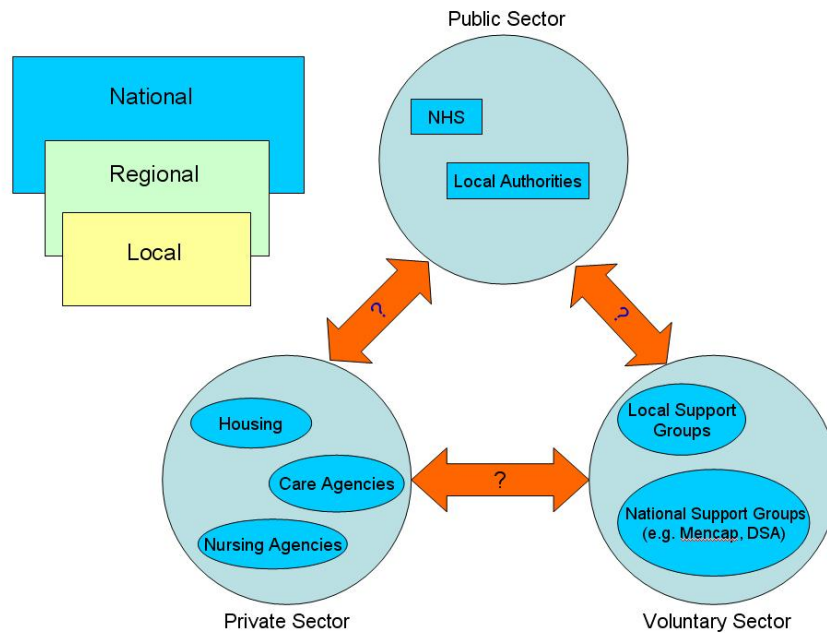 Public Sector
National
Regional
Local
NHS
Local Authorities
?
?
Housing
Care Agencies
Nursing Agencies
?
Local Support
Groups
National Support Groups
(e.g. Mencap, DSA)
Private Sector
Voluntary Sector